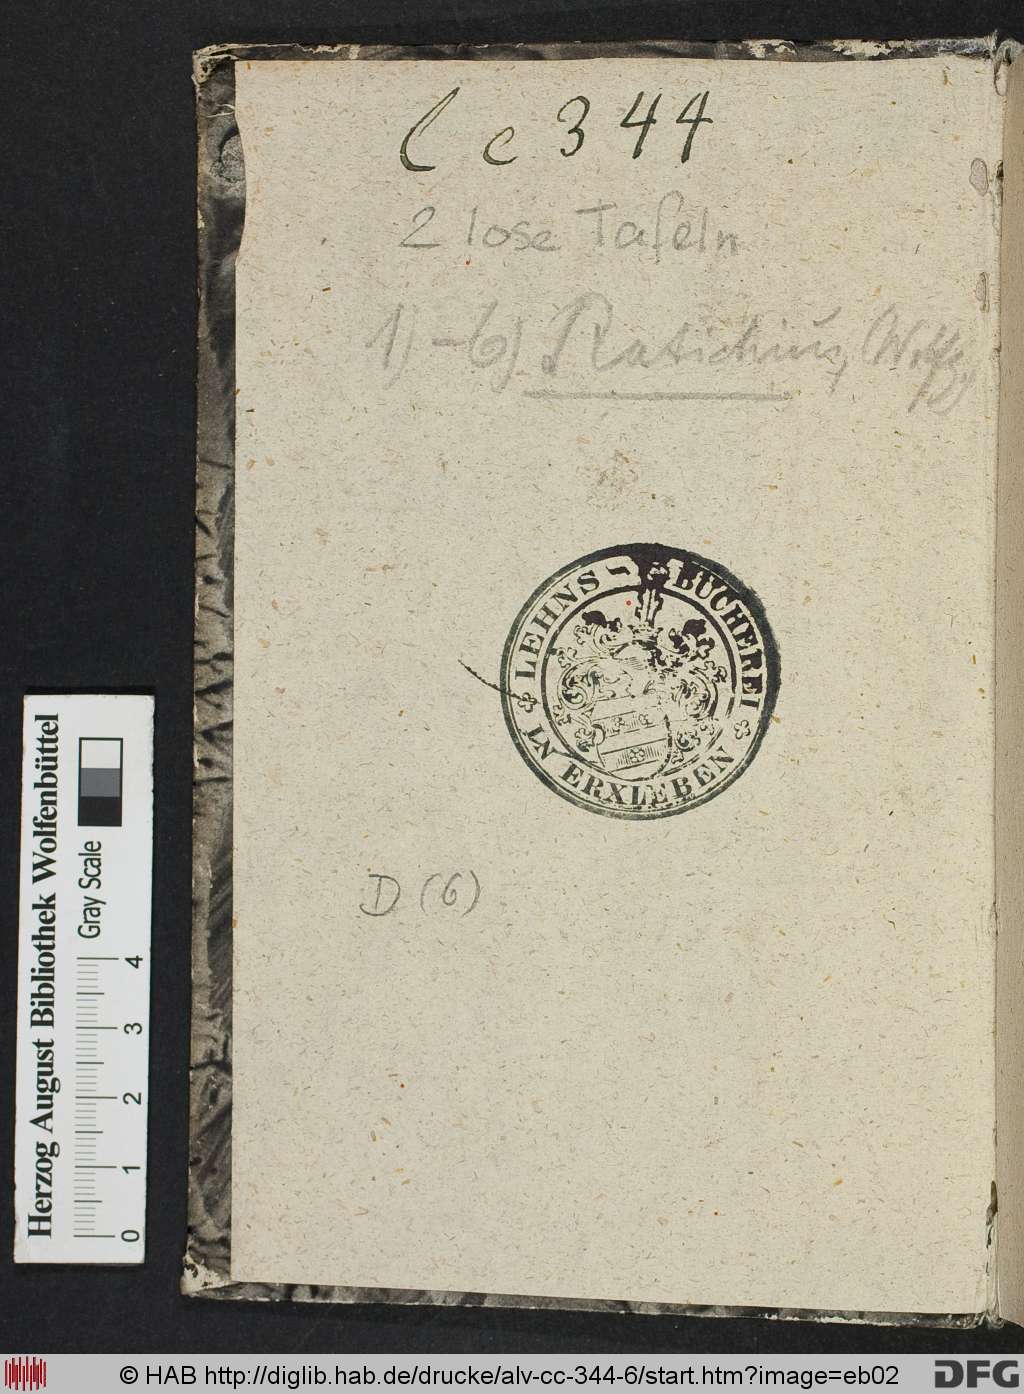 C c 344
2 lose Tafeln
1) - 6) Ratichius, Wolfg.
LEHNS-BÜCHEREI
IN ERXLEBEN
D (6)
Herzog August Bibliothek Wolfenbüttel
Gray Scale
0 1 2 3 4
© HAB http://diglib.hab.de/drucke/alv-cc-344-6/start.htm?image=eb02
DFG